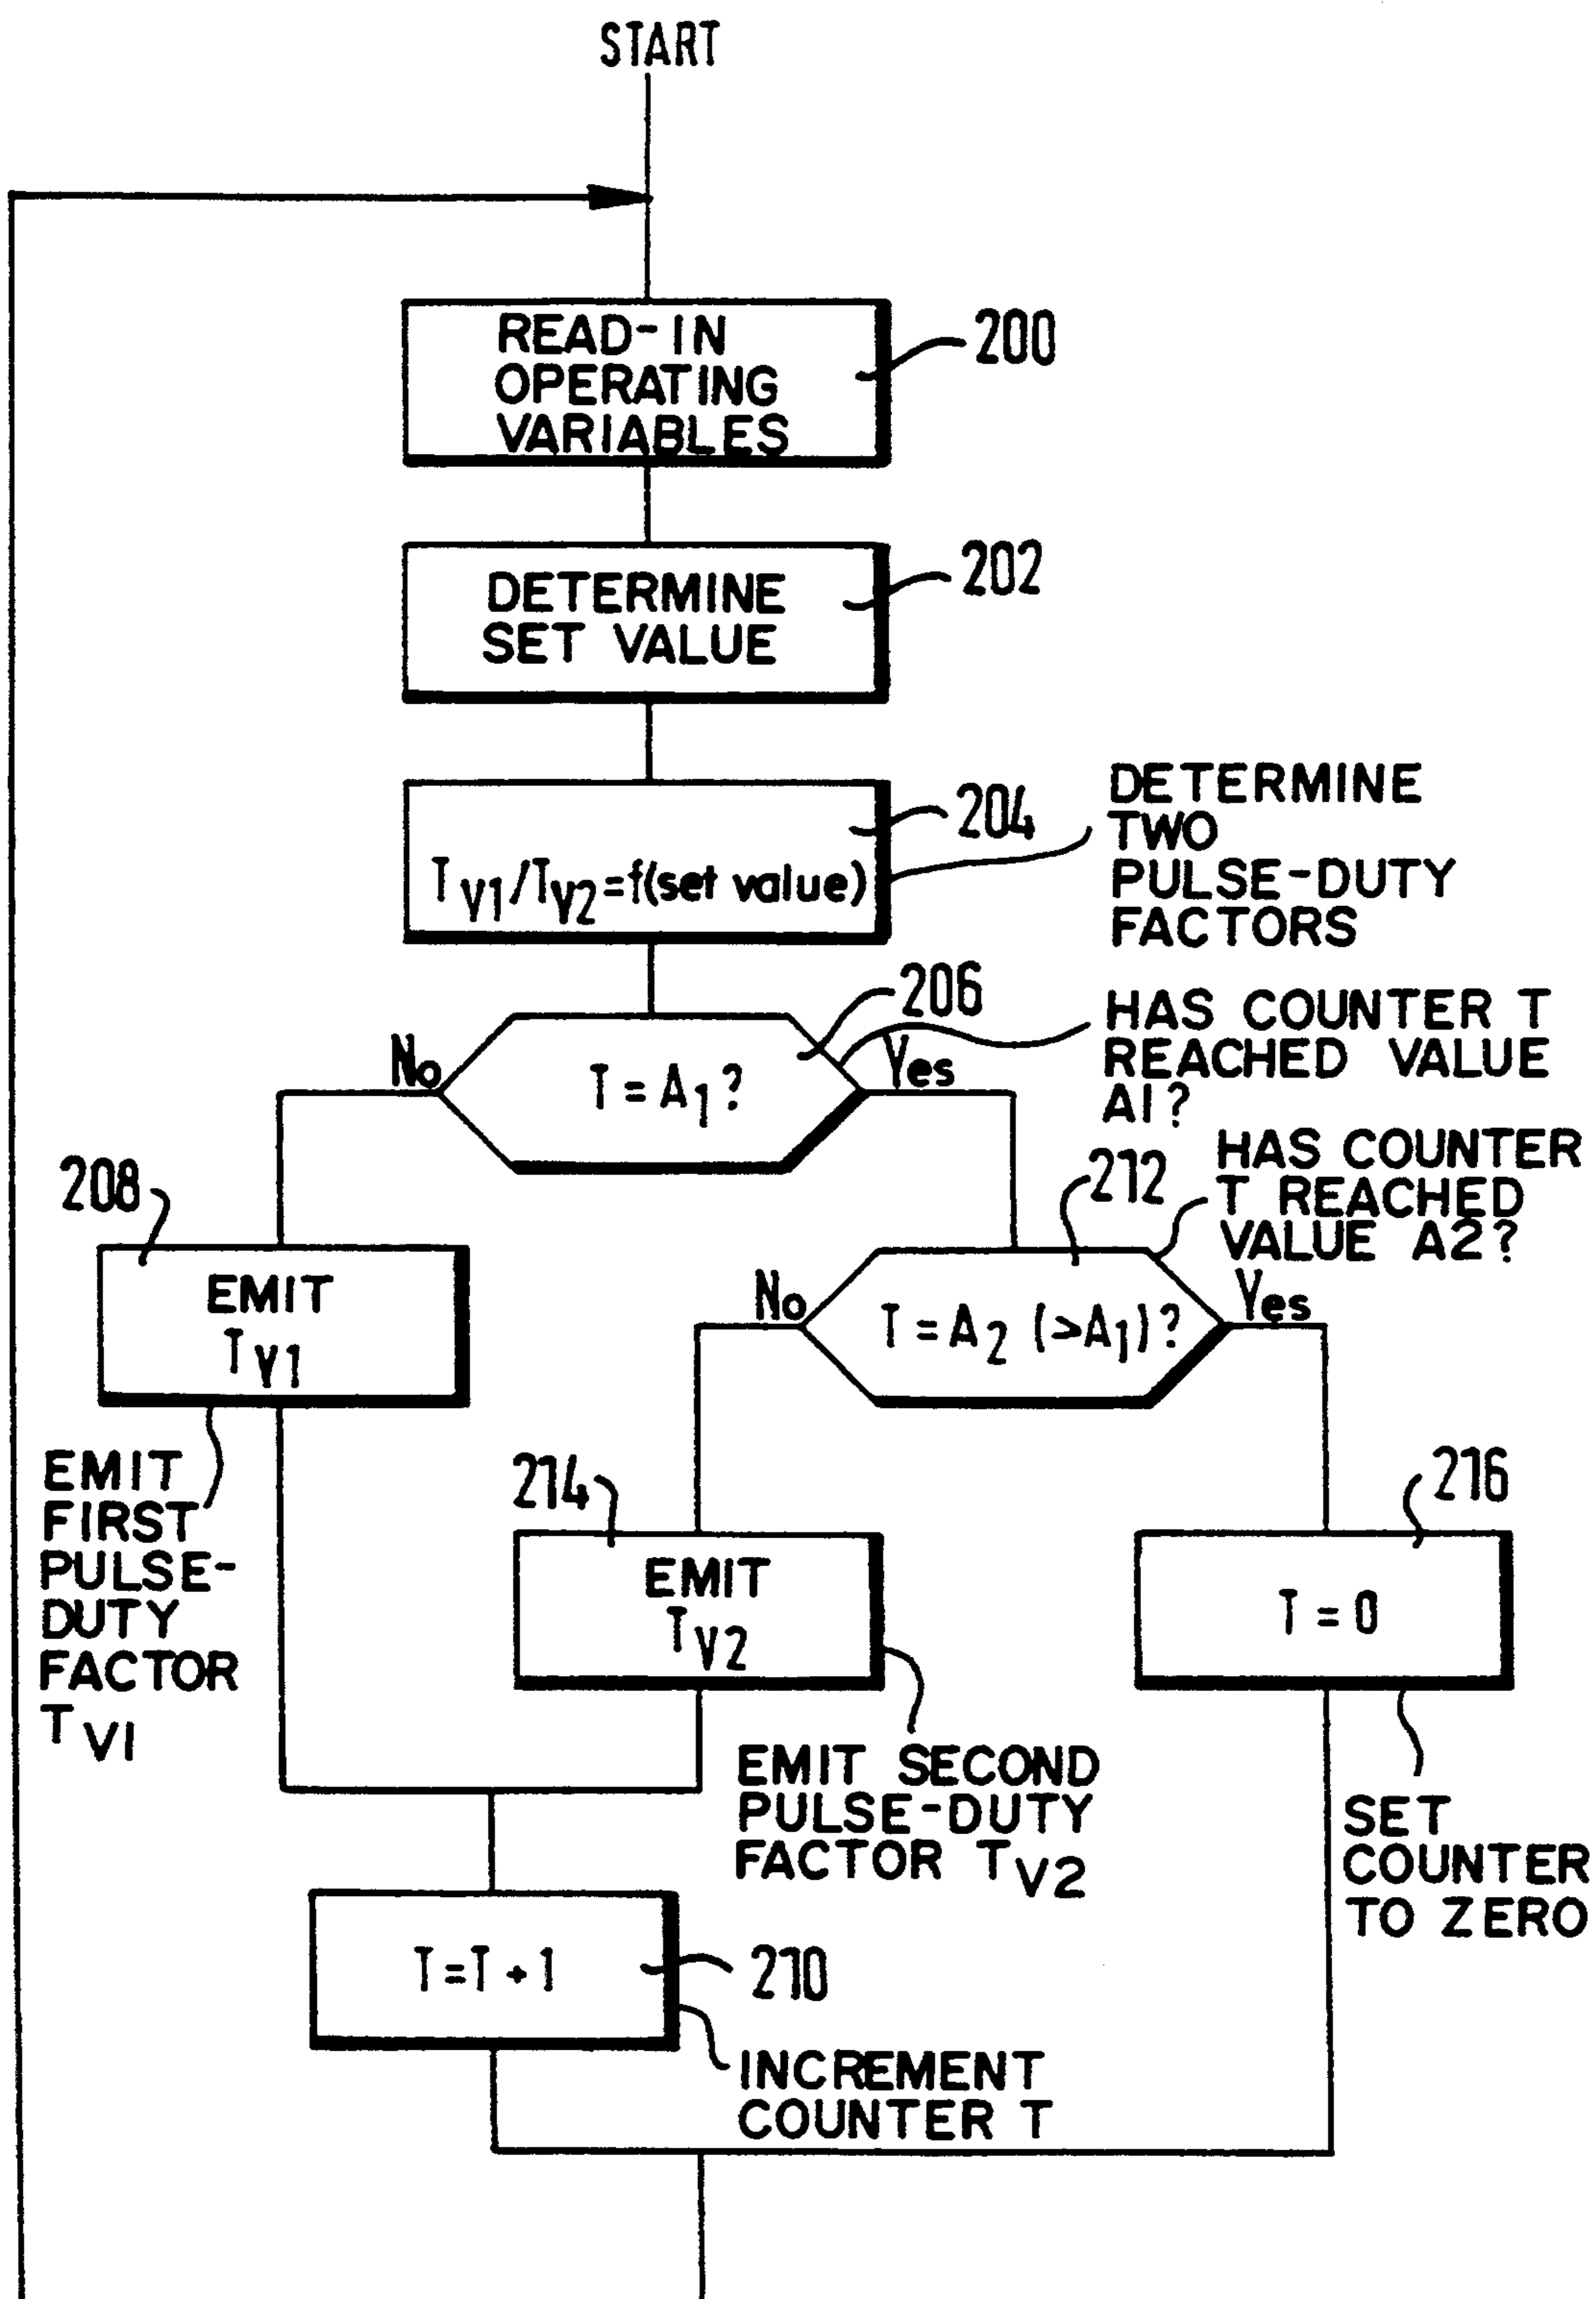 START
READ-IN
OPERATING
VARIABLES
200
DETERMINE
SET VALUE
202
204
T V1/T V2=f(set value)
DETERMINE
TWO
PULSE-DUTY
FACTORS
206
No
T = A1?
Yes
HAS COUNTER T
REACHED VALUE
A1?
208
EMIT
TV1
212
HAS COUNTER
T REACHED
VALUE A2?
No
T = A2 (>A1)?
Yes
EMIT
FIRST
PULSE-
DUTY
FACTOR
TV1
214
EMIT
TV2
216
T = 0
EMIT SECOND
PULSE-DUTY
FACTOR TV2
SET
COUNTER
TO ZERO
T=T+1
210
INCREMENT
COUNTER T